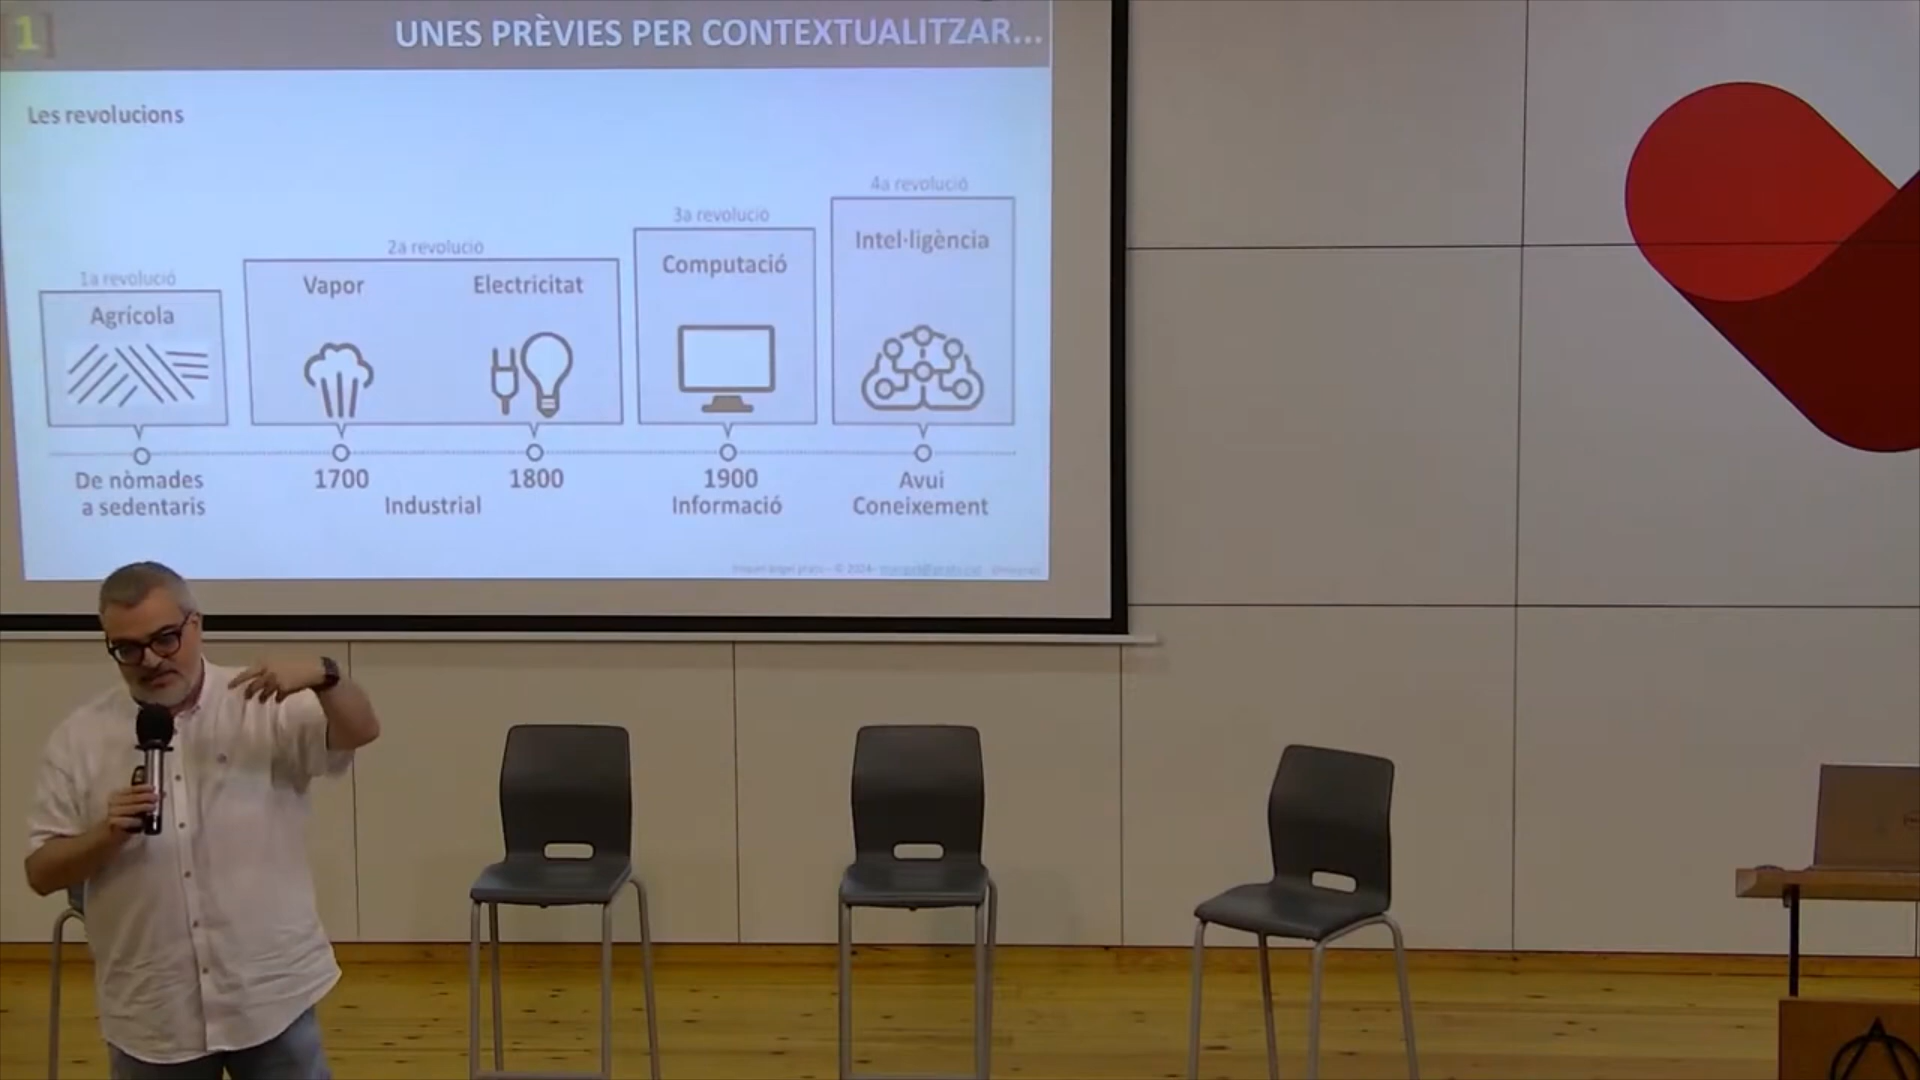 1
UNES PRÈVIES PER CONTEXTUALITZAR...
Les revolucions
1a revolució
Agrícola
2a revolució
Vapor
Electricitat
3a revolució
Computació
4a revolució
Intel·ligència
De nòmades
a sedentaris
1700
1800
Industrial
1900
Informació
Avui
Coneixement
© 2024